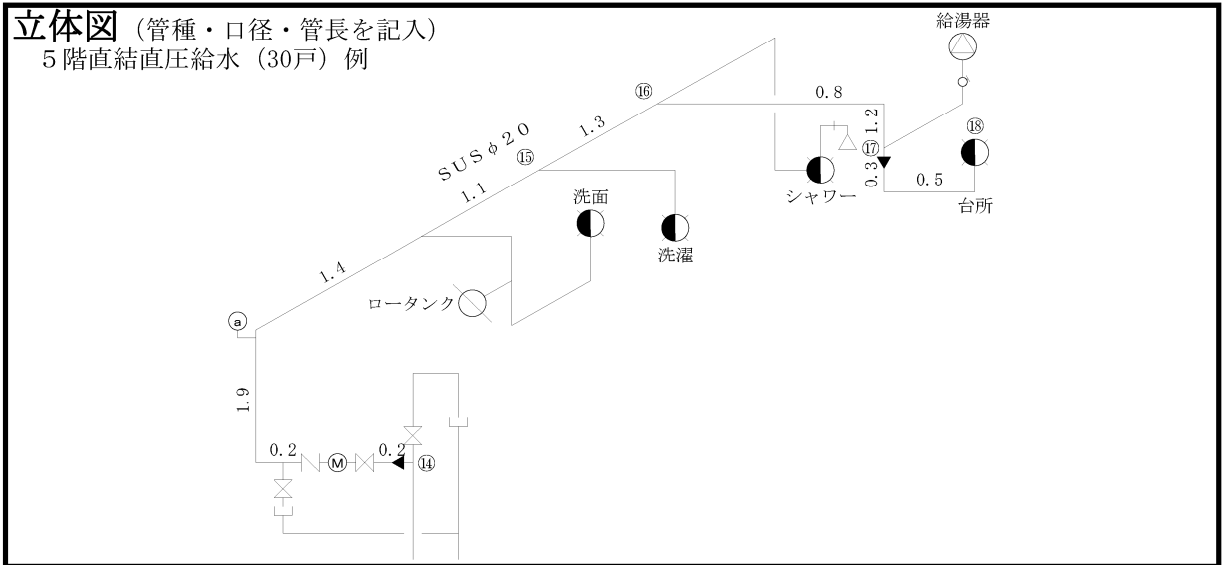 立体図（管種・口径・管長を記入）
５階直結直圧給水（30戸）例
給湯器
⑯
0.8
1.2
⑱
1.3
SUSφ20
⑮
⑰
0.3
0.5
シャワー
台所
1.1
洗面
洗濯
1.4
ロータンク
ⓐ
1.9
0.2
Ⓜ
0.2
⑭